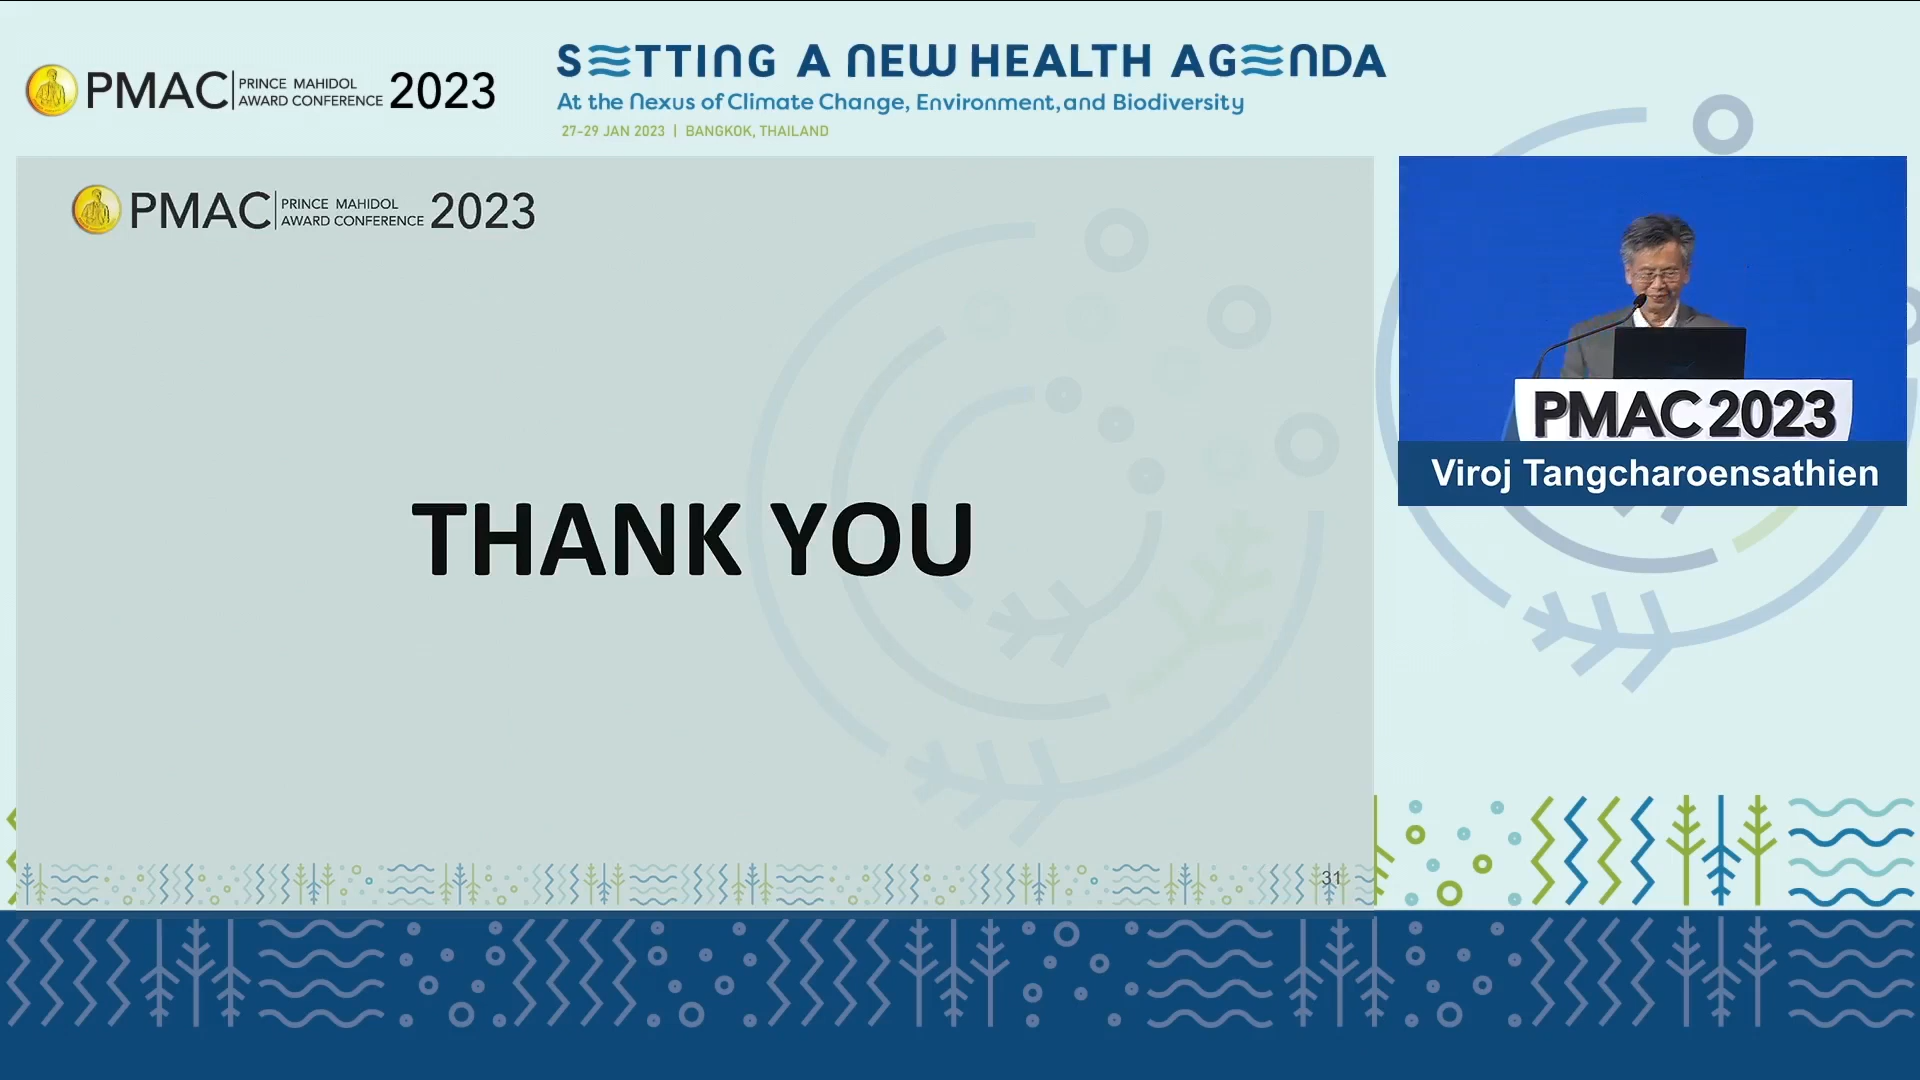 PMAC PRINCE MAHIDOL AWARD CONFERENCE 2023
SETTING A NEW HEALTH AGENDA
At the Nexus of Climate Change, Environment, and Biodiversity
27-29 JAN 2023 | BANGKOK, THAILAND
PMAC PRINCE MAHIDOL AWARD CONFERENCE 2023
THANK YOU
31
PMAC 2023
Viroj Tangcharoensathien